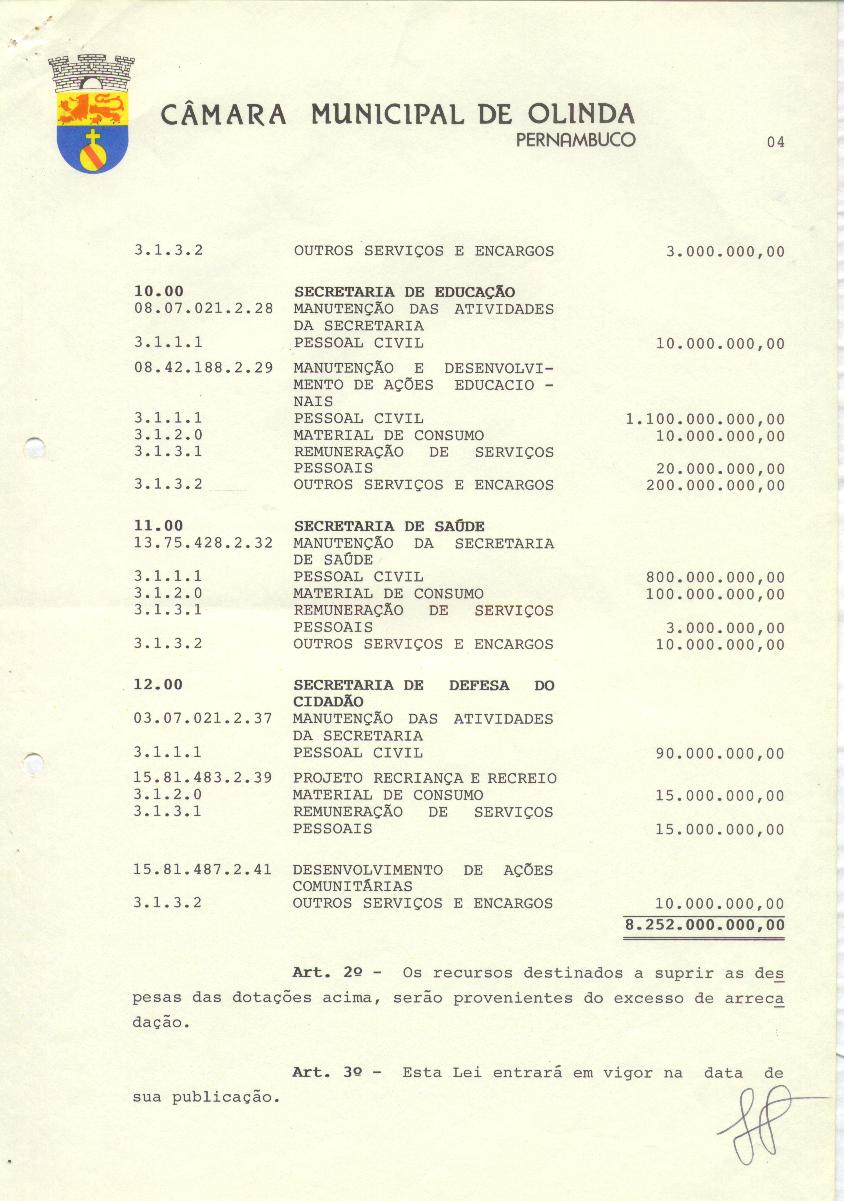 CÂMARA MUNICIPAL DE OLINDA
PERNAMBUCO
04
3.1.3.2 OUTROS SERVIÇOS E ENCARGOS 3.000.000,00
10.00 SECRETARIA DE EDUCAÇÃO
08.07.021.2.28 MANUTENÇÃO DAS ATIVIDADES
DA SECRETARIA
3.1.1.1 PESSOAL CIVIL 10.000.000,00
08.42.188.2.29 MANUTENÇÃO E DESENVOLVI-
MENTO DE AÇÕES EDUCACIO -
NAIS
3.1.1.1 PESSOAL CIVIL 1.100.000.000,00
3.1.2.0 MATERIAL DE CONSUMO 10.000.000,00
3.1.3.1 REMUNERAÇÃO DE SERVIÇOS
PESSOAIS 20.000.000,00
3.1.3.2 OUTROS SERVIÇOS E ENCARGOS 200.000.000,00
11.00 SECRETARIA DE SAÚDE
13.75.428.2.32 MANUTENÇÃO DA SECRETARIA
DE SAÚDE
3.1.1.1 PESSOAL CIVIL 800.000.000,00
3.1.2.0 MATERIAL DE CONSUMO 100.000.000,00
3.1.3.1 REMUNERAÇÃO DE SERVIÇOS
PESSOAIS 3.000.000,00
3.1.3.2 OUTROS SERVIÇOS E ENCARGOS 10.000.000,00
12.00 SECRETARIA DE DEFESA DO
CIDADÃO
03.07.021.2.37 MANUTENÇÃO DAS ATIVIDADES
DA SECRETARIA
3.1.1.1 PESSOAL CIVIL 90.000.000,00
15.81.483.2.39 PROJETO RECRIANÇA E RECREIO
3.1.2.0 MATERIAL DE CONSUMO 15.000.000,00
3.1.3.1 REMUNERAÇÃO DE SERVIÇOS
PESSOAIS 15.000.000,00
15.81.487.2.41 DESENVOLVIMENTO DE AÇÕES
COMUNITÁRIAS
3.1.3.2 OUTROS SERVIÇOS E ENCARGOS 10.000.000,00
8.252.000.000,00
Art. 2º - Os recursos destinados a suprir as des
pesas das dotações acima, serão provenientes do excesso de arreca
dação.
Art. 3º - Esta Lei entrará em vigor na data de
sua publicação.